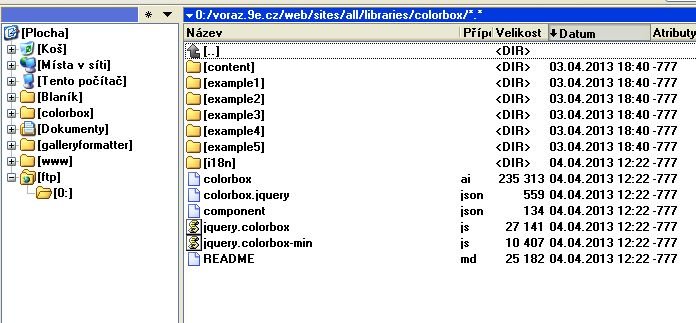 0:/voraz.9e.cz/web/sites/all/libraries/colorbox/*.*
[Plocha]
[Koš]
[Místa v síti]
[Tento počítač]
[Blaník]
[colorbox]
[Dokumenty]
[galleryformatter]
[www]
[ftp]
[0:]
Název Přípo Velikost Datum Atributy
[..] <DIR>
[content] <DIR> 03.04.2013 18:40 -777
[example1] <DIR> 03.04.2013 18:40 -777
[example2] <DIR> 03.04.2013 18:40 -777
[example3] <DIR> 03.04.2013 18:40 -777
[example4] <DIR> 03.04.2013 18:40 -777
[example5] <DIR> 03.04.2013 18:40 -777
[i18n] <DIR> 04.04.2013 12:22 -777
colorbox ai 235 313 04.04.2013 12:22 -777
colorbox.jquery json 559 04.04.2013 12:22 -777
component json 134 04.04.2013 12:22 -777
jquery.colorbox js 27 141 04.04.2013 12:22 -777
jquery.colorbox-min js 10 407 04.04.2013 12:22 -777
README md 25 182 04.04.2013 12:22 -777